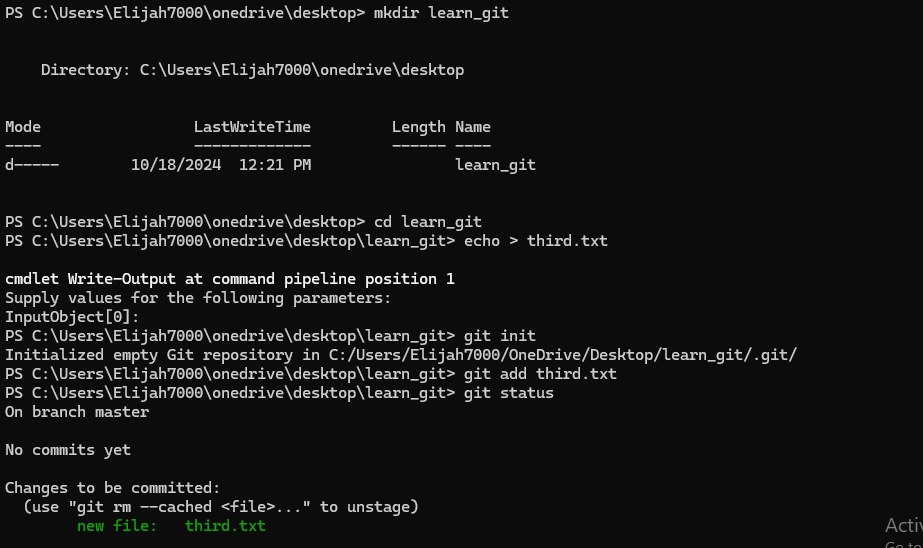 PS C:\Users\Elijah7000\onedrive\desktop> mkdir learn_git
Directory: C:\Users\Elijah7000\onedrive\desktop
Mode LastWriteTime Length Name
---- ------------- ------ ----
d----- 10/18/2024 12:21 PM learn_git
PS C:\Users\Elijah7000\onedrive\desktop> cd learn_git
PS C:\Users\Elijah7000\onedrive\desktop\learn_git> echo > third.txt
cmdlet Write-Output at command pipeline position 1
Supply values for the following parameters:
InputObject[0]:
PS C:\Users\Elijah7000\onedrive\desktop\learn_git> git init
Initialized empty Git repository in C:/Users/Elijah7000/OneDrive/Desktop/learn_git/.git/
PS C:\Users\Elijah7000\onedrive\desktop\learn_git> git add third.txt
PS C:\Users\Elijah7000\onedrive\desktop\learn_git> git status
On branch master
No commits yet
Changes to be committed:
(use "git rm --cached <file>..." to unstage)
new file: third.txt